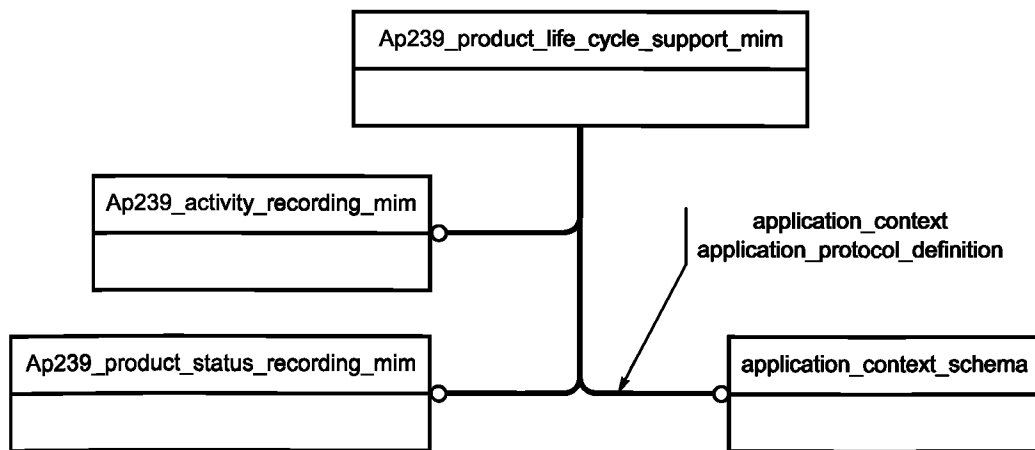 Ap239_product_life_cycle_support_mim
Ap239_activity_recording_mim
application_context
application_protocol_definition
Ap239_product_status_recording_mim
application_context_schema